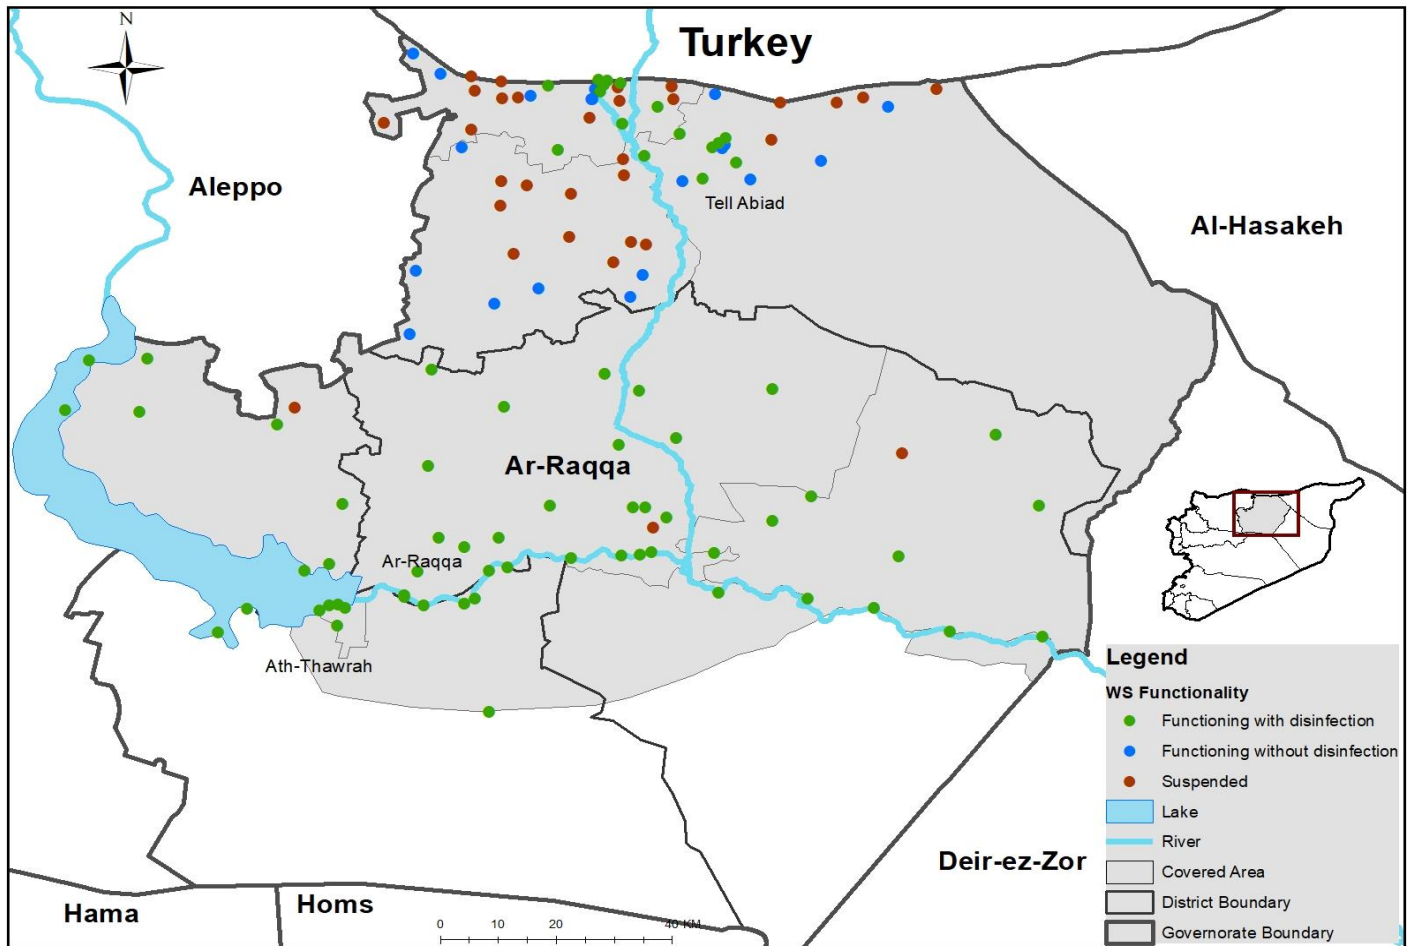 N
Turkey
Aleppo
Tell Abiad
Al-Hasakeh
Ar-Raqqa
Ar-Raqqa
Ath-Thawrah
Deir-ez-Zor
Hama
Homs
0 10 20 40 KM
Legend
WS Functionality
Functioning with disinfection
Functioning without disinfection
Suspended
Lake
River
Covered Area
District Boundary
Governorate Boundary